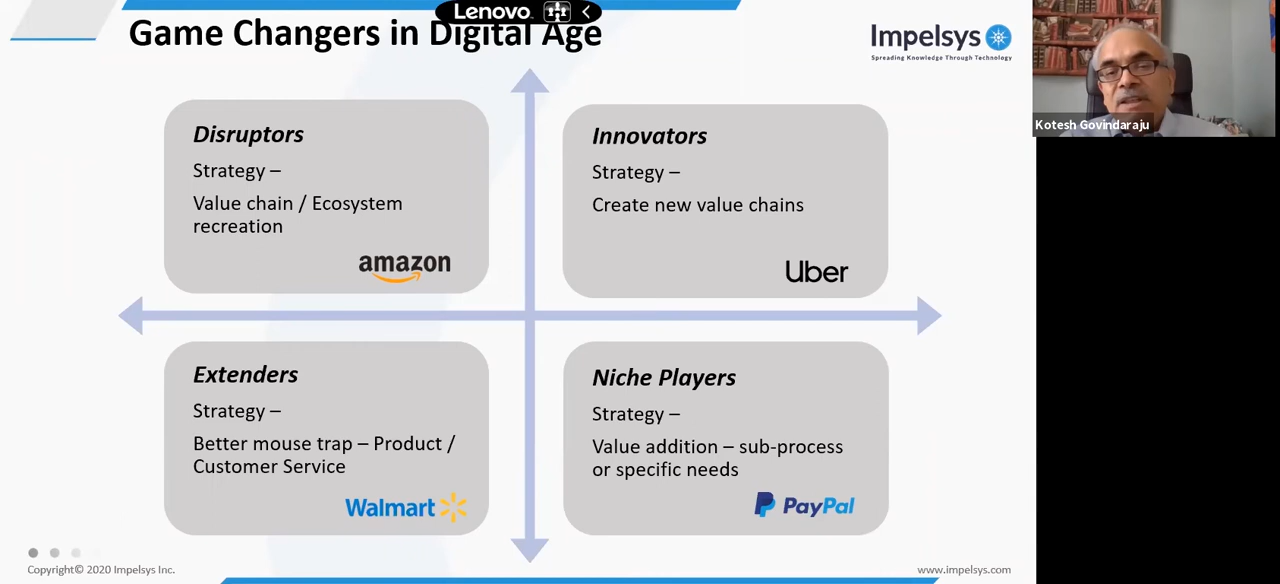 Lenovo
Game Changers in Digital Age
Impelsys
Spreading Knowledge Through Technology
Kotesh Govindaraju
Disruptors
Strategy –
Value chain / Ecosystem
recreation
amazon
Innovators
Strategy –
Create new value chains
Uber
Extenders
Strategy –
Better mouse trap – Product /
Customer Service
Walmart
Niche Players
Strategy –
Value addition – sub-process
or specific needs
PayPal
Copyright© 2020 Impelsys Inc.
www.impelsys.com